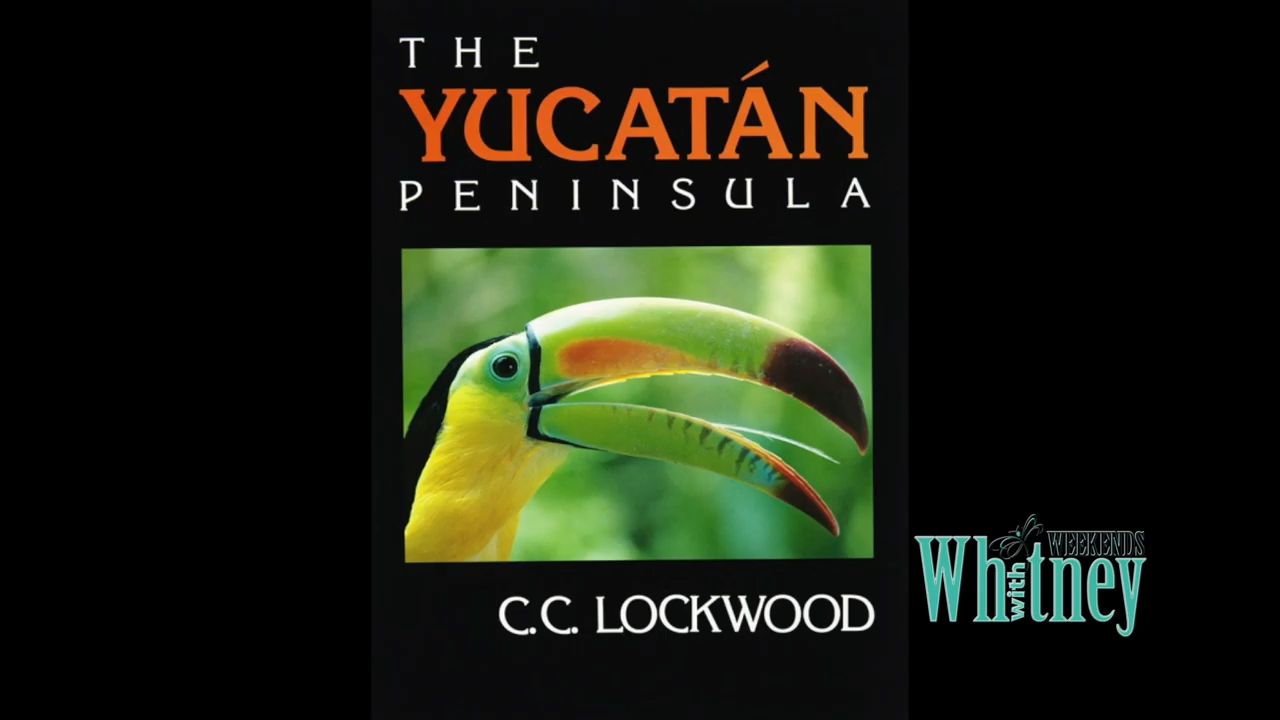 THE
YUCATÁN
PENINSULA
C.C. LOCKWOOD
WEEKENDS
with
Whitney